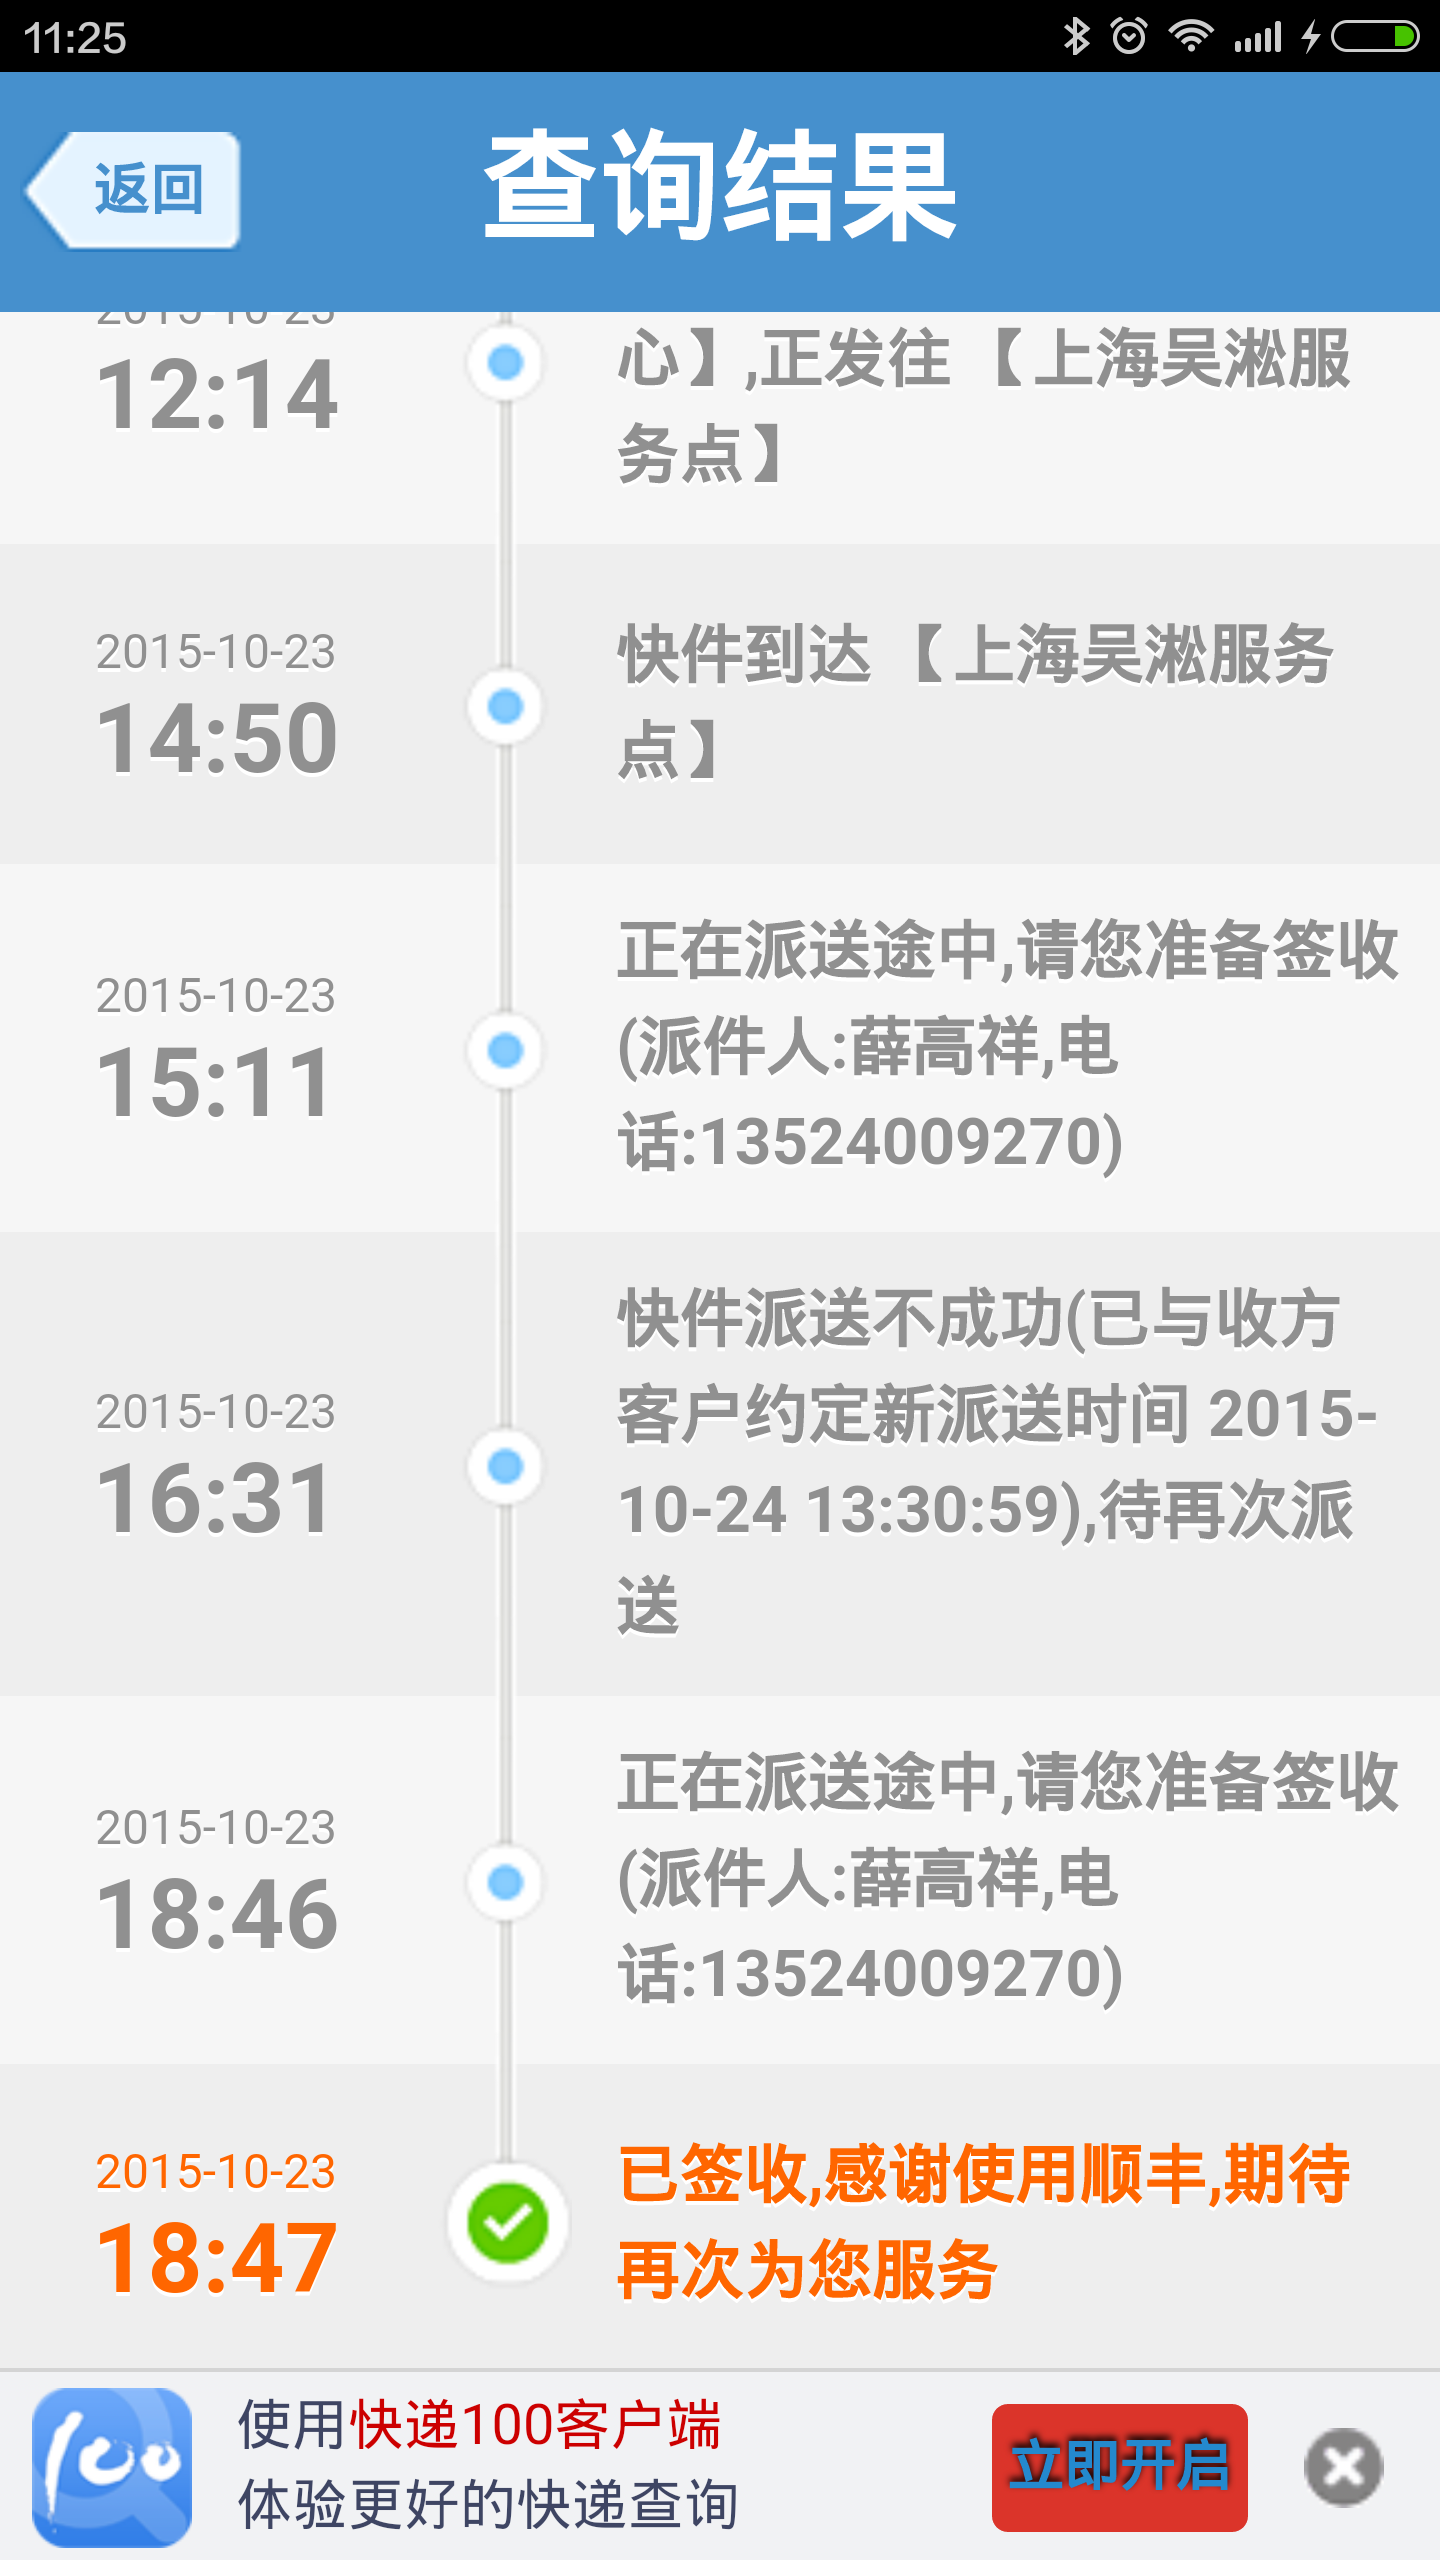 11:25
返回
查询结果
2015-10-23
12:14
心】,正发往【上海吴淞服
务点】
2015-10-23
14:50
快件到达【上海吴淞服务
点】
2015-10-23
15:11
正在派送途中,请您准备签收
(派件人:薛高祥,电
话:13524009270)
2015-10-23
16:31
快件派送不成功(已与收方
客户约定新派送时间 2015-
10-24 13:30:59),待再次派
送
2015-10-23
18:46
正在派送途中,请您准备签收
(派件人:薛高祥,电
话:13524009270)
2015-10-23
18:47
已签收,感谢使用顺丰,期待
再次为您服务
100
使用快递100客户端
体验更好的快递查询
立即开启